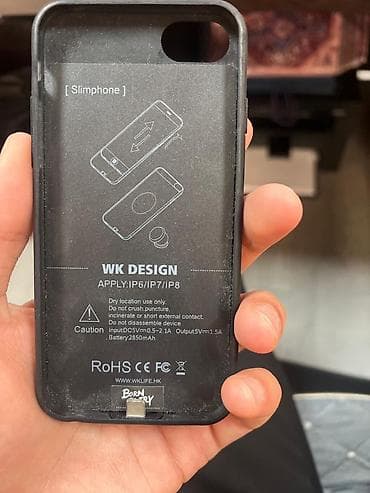 [ Slimphone ]
WK DESIGN
APPLY:IP6/IP7/IP8
Dry location use only.
Do not crush,puncture,
incinerate or short external contact.
Do not disassemble device
Caution
input:DC5V⎓0.5-2.1A Output:5V⎓1.5A
Battery:2850mAh
RoHS CE FC
WWW.WKLIFE.HK
BORN